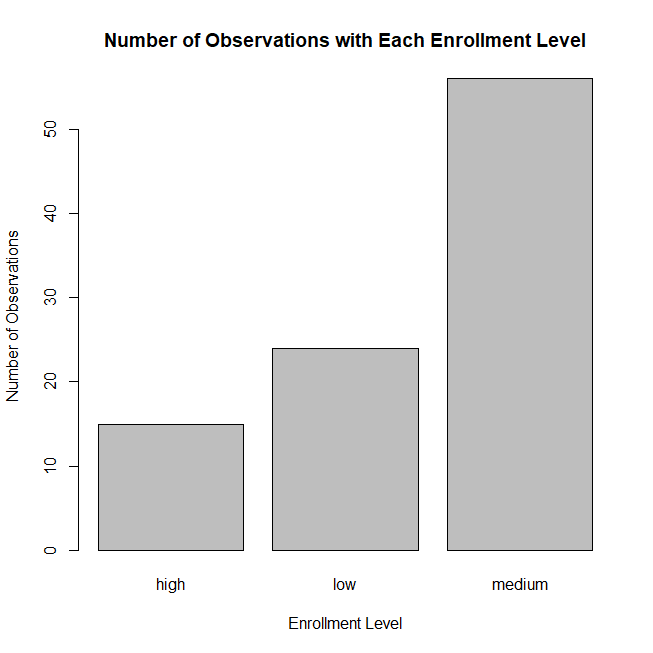 Number of Observations with Each Enrollment Level
Number of Observations
50
40
30
20
10
0
high low medium
Enrollment Level